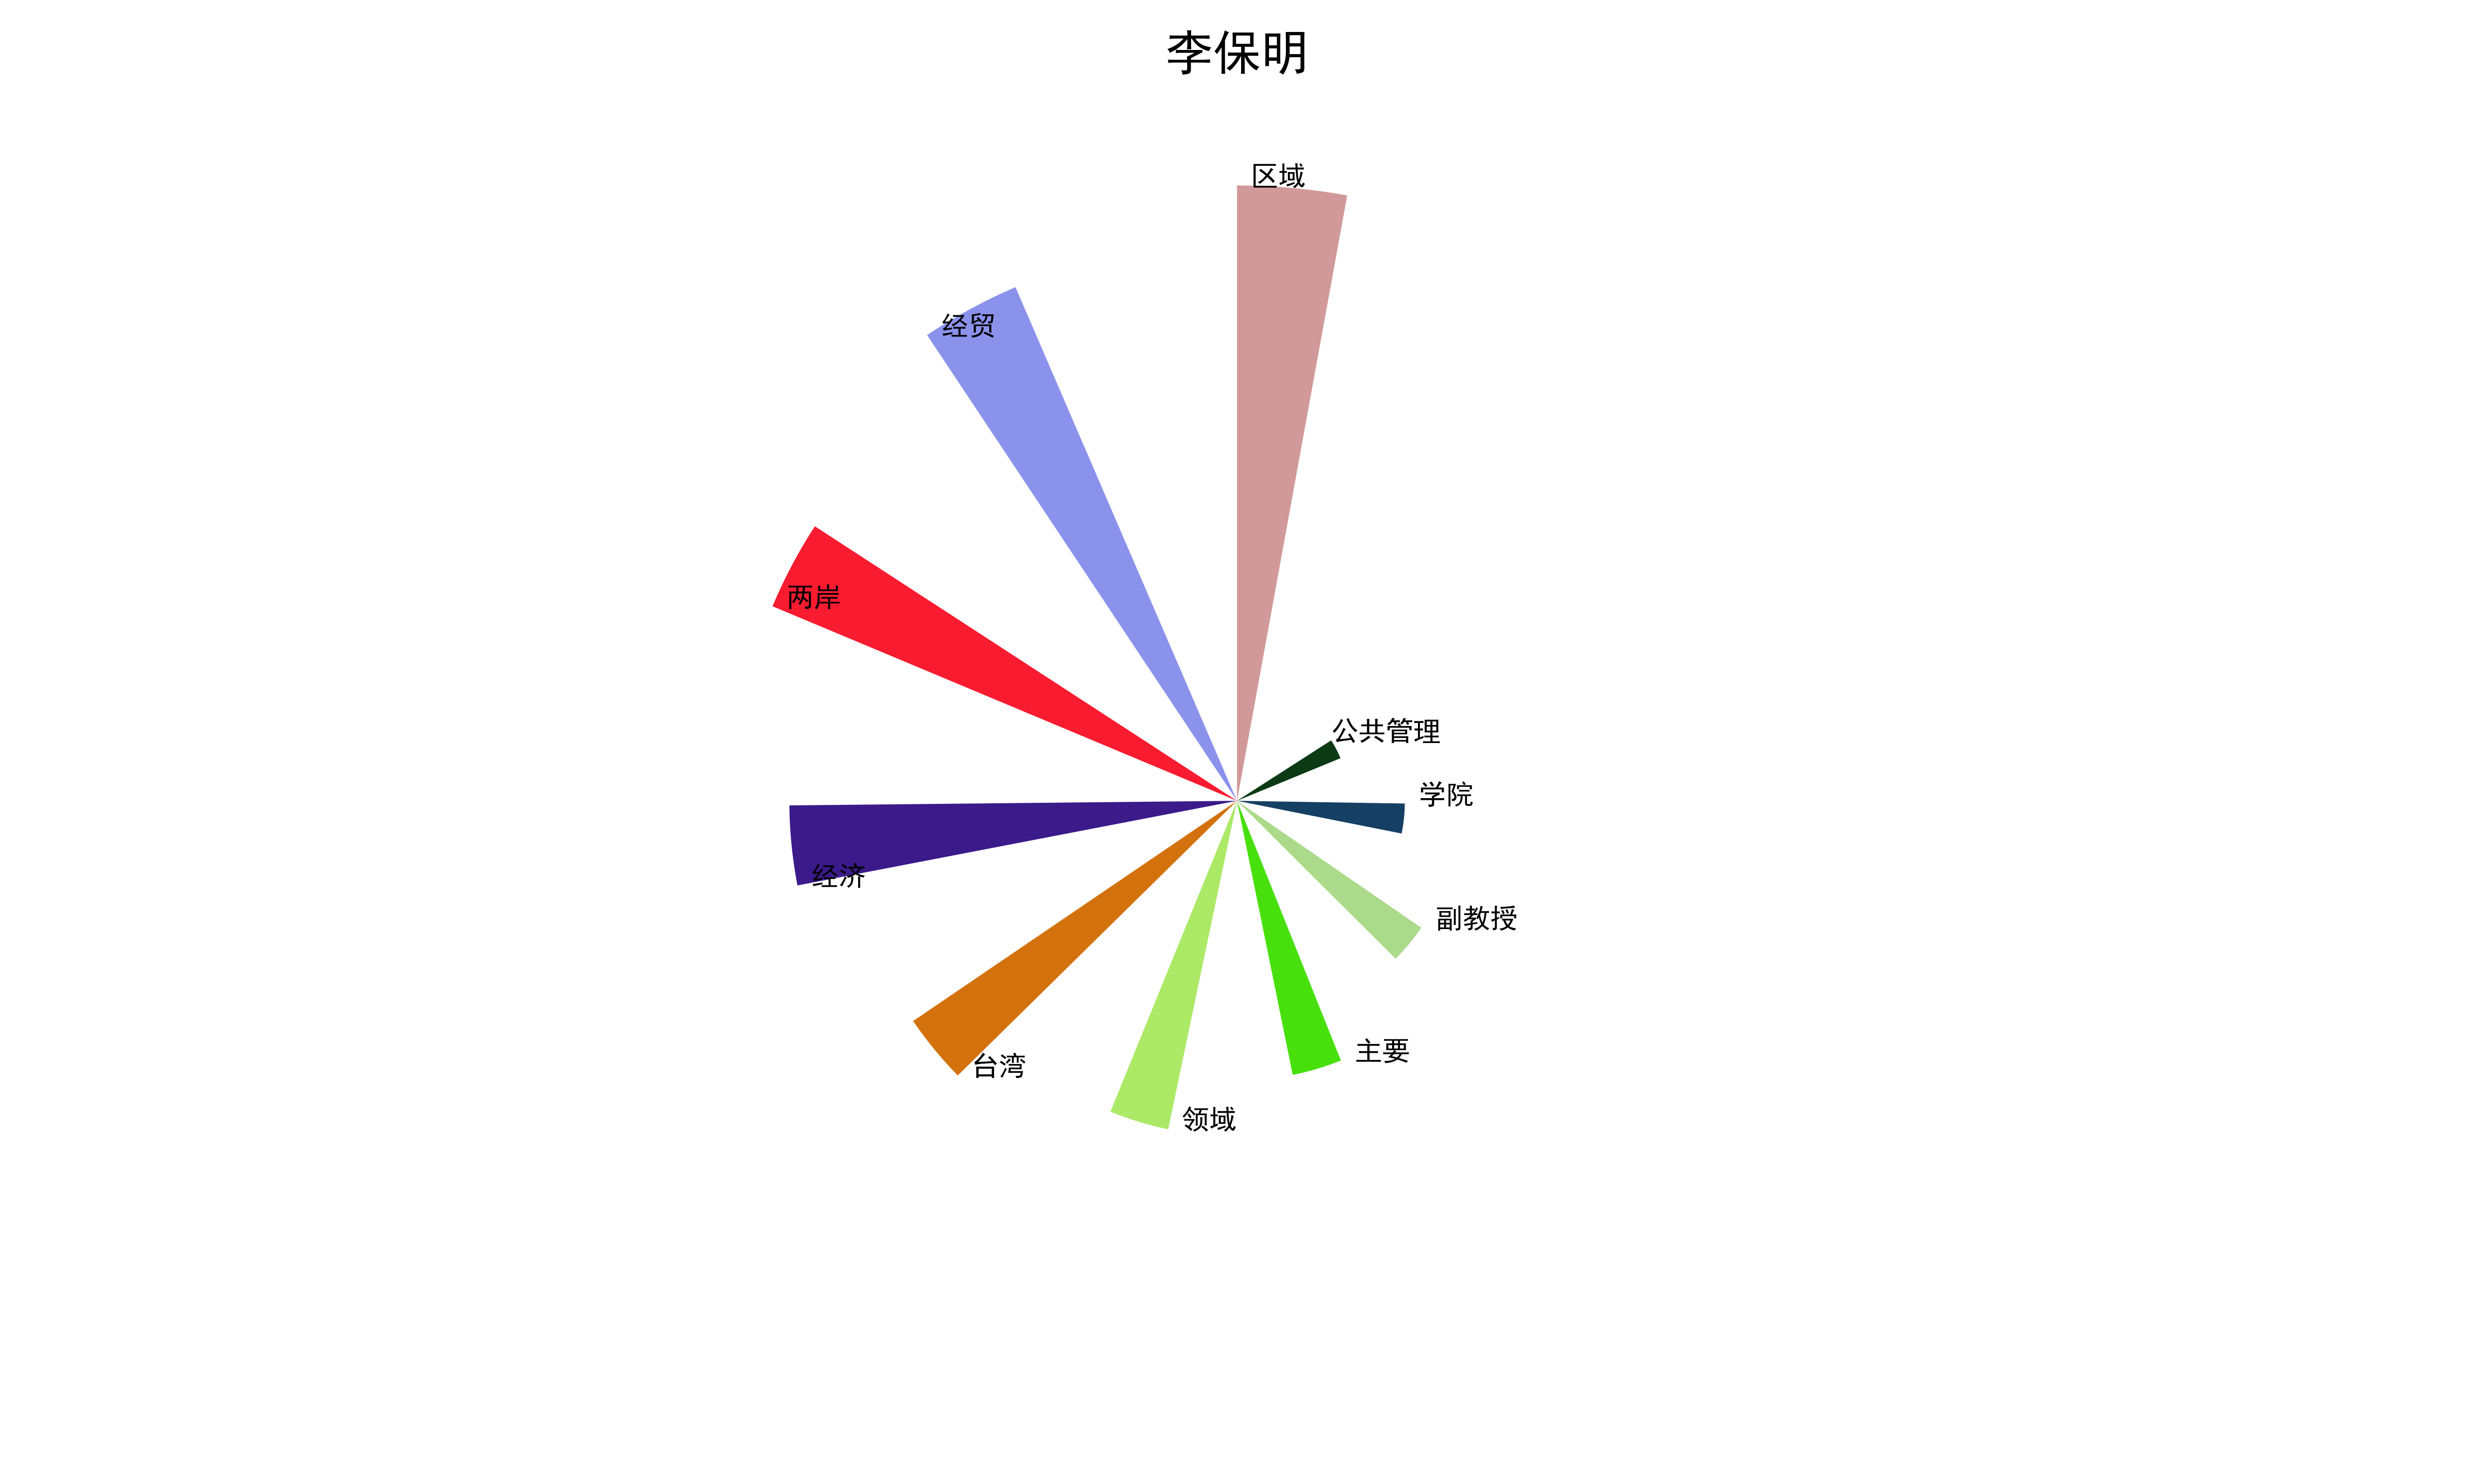 李保明
区域
经贸
两岸
公共管理
学院
经济
副教授
主要
台湾
领域